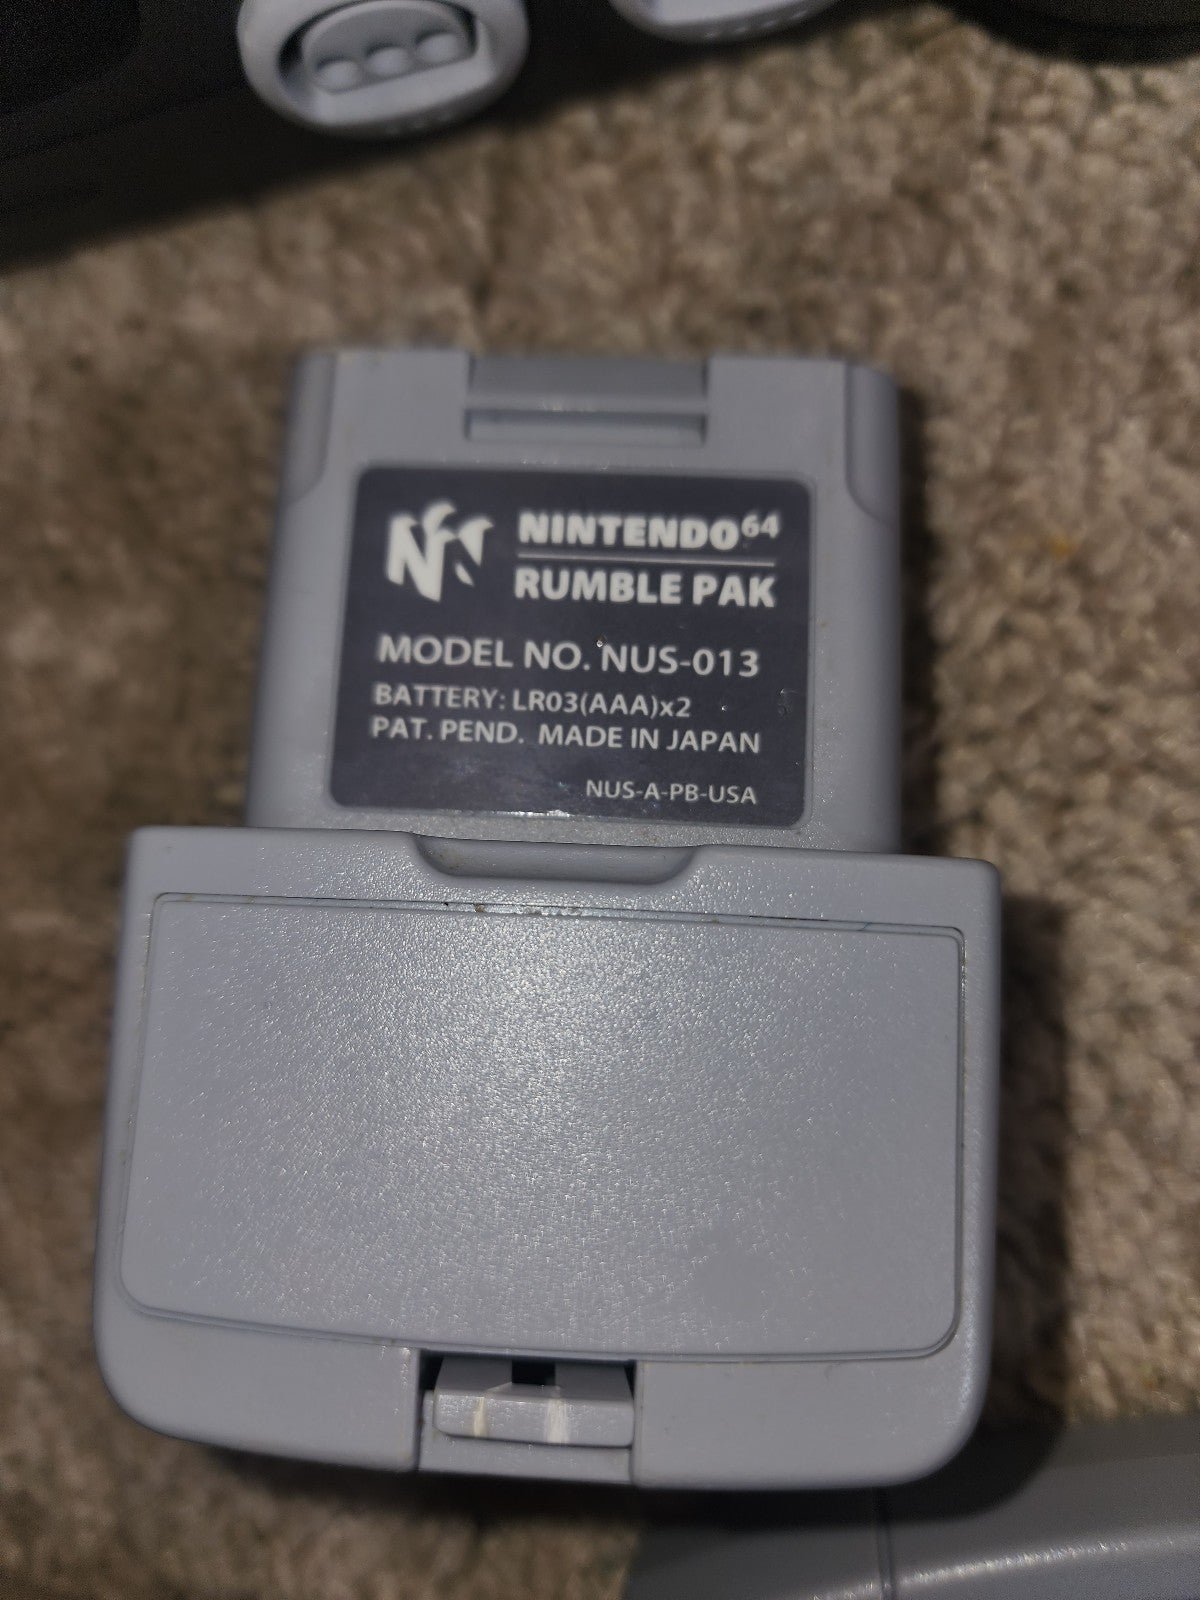 NINTENDO64
RUMBLE PAK
MODEL NO. NUS-013
BATTERY: LR03(AAA)x2
PAT. PEND. MADE IN JAPAN
NUS-A-PB-USA